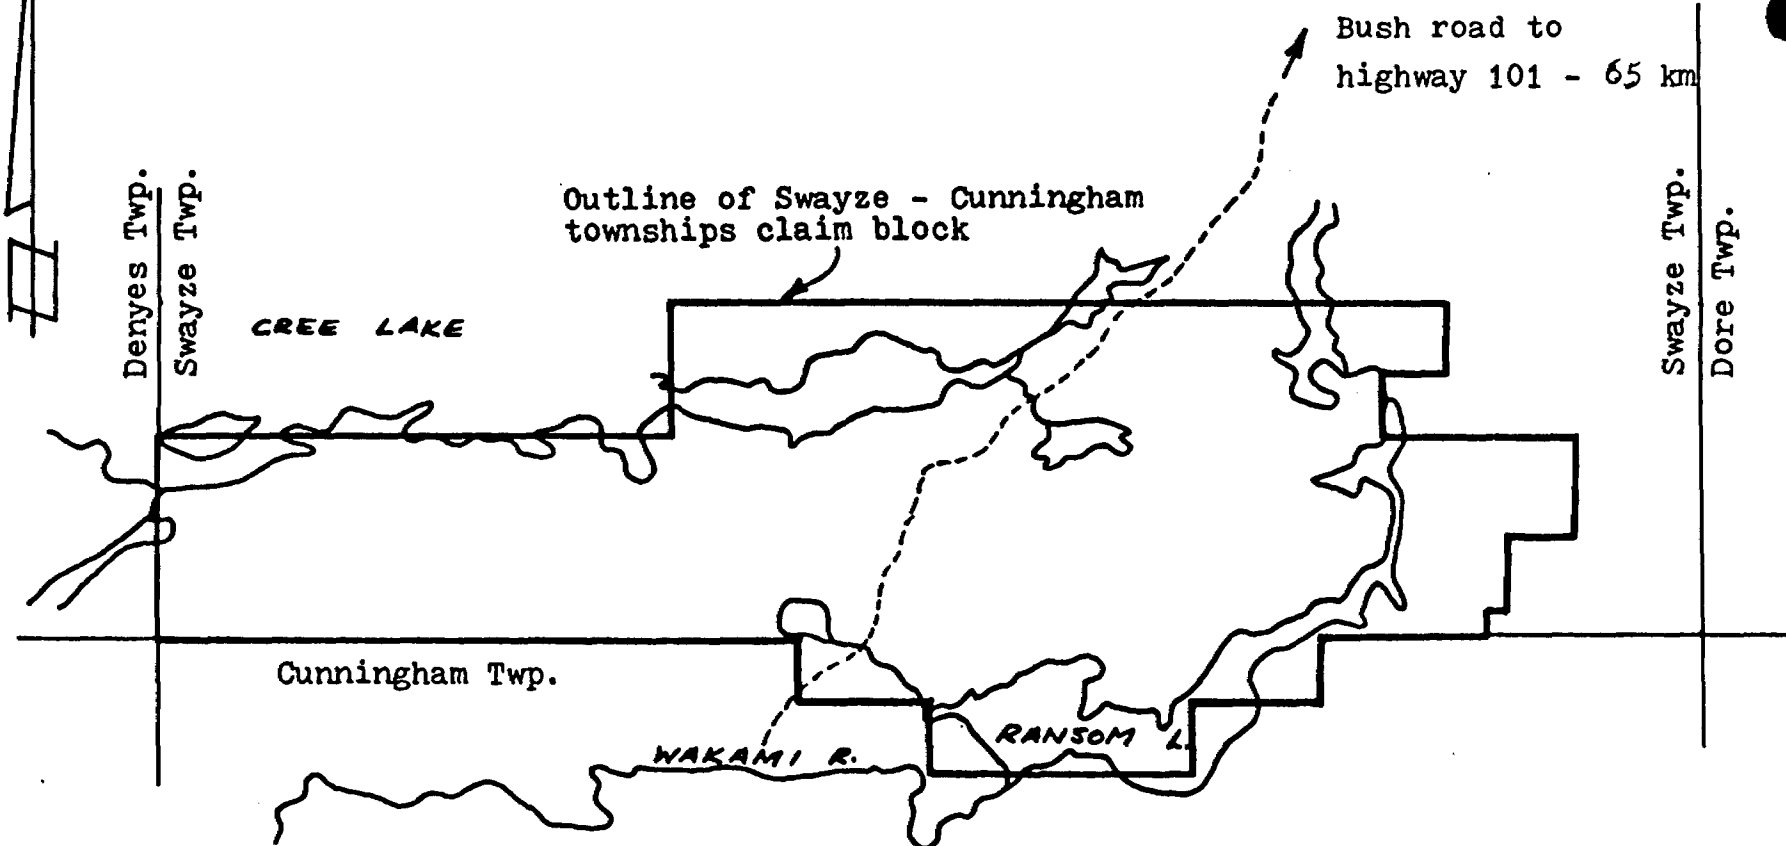 Bush road to
highway 101 - 65 km
Outline of Swayze - Cunningham
townships claim block
Denyes Twp.
Swayze Twp.
CREE LAKE
Swayze Twp.
Dore Twp.
Cunningham Twp.
RANSOM L.
WAKAMI R.